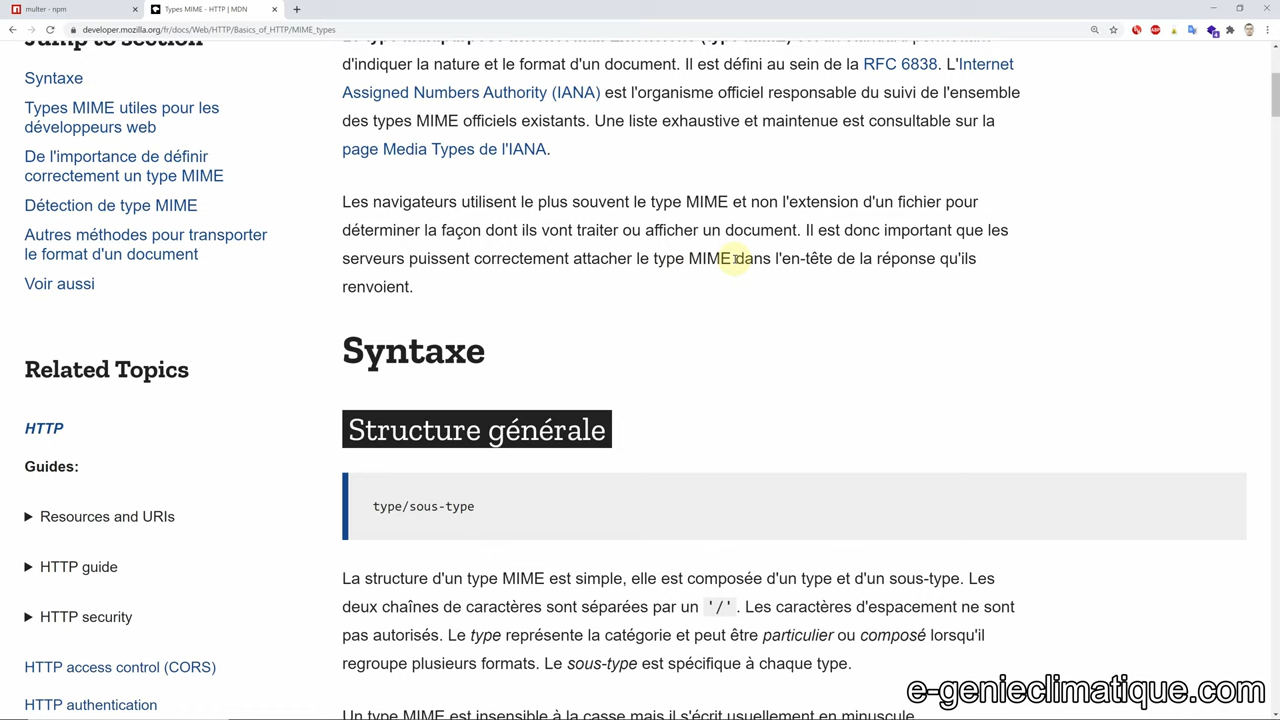 multer - npm
Types MIME - HTTP | MDN
developer.mozilla.org/fr/docs/Web/HTTP/Basics_of_HTTP/MIME_types
Jump to section
Syntaxe
Types MIME utiles pour les
développeurs web
De l'importance de définir
correctement un type MIME
Détection de type MIME
Autres méthodes pour transporter
le format d'un document
Voir aussi
Related Topics
HTTP
Guides:
Resources and URIs
HTTP guide
HTTP security
HTTP access control (CORS)
HTTP authentication
d'indiquer la nature et le format d'un document. Il est défini au sein de la RFC 6838. L'Internet
Assigned Numbers Authority (IANA) est l'organisme officiel responsable du suivi de l'ensemble
des types MIME officiels existants. Une liste exhaustive et maintenue est consultable sur la
page Media Types de l'IANA.
Les navigateurs utilisent le plus souvent le type MIME et non l'extension d'un fichier pour
déterminer la façon dont ils vont traiter ou afficher un document. Il est donc important que les
serveurs puissent correctement attacher le type MIME dans l'en-tête de la réponse qu'ils
renvoient.
Syntaxe
Structure générale
type/sous-type
La structure d'un type MIME est simple, elle est composée d'un type et d'un sous-type. Les
deux chaînes de caractères sont séparées par un '/'. Les caractères d'espacement ne sont
pas autorisés. Le type représente la catégorie et peut être particulier ou composé lorsqu'il
regroupe plusieurs formats. Le sous-type est spécifique à chaque type.
Un type MIME est insensible à la casse mais il s'écrit usuellement en minuscule.
e-genieclimatique.com